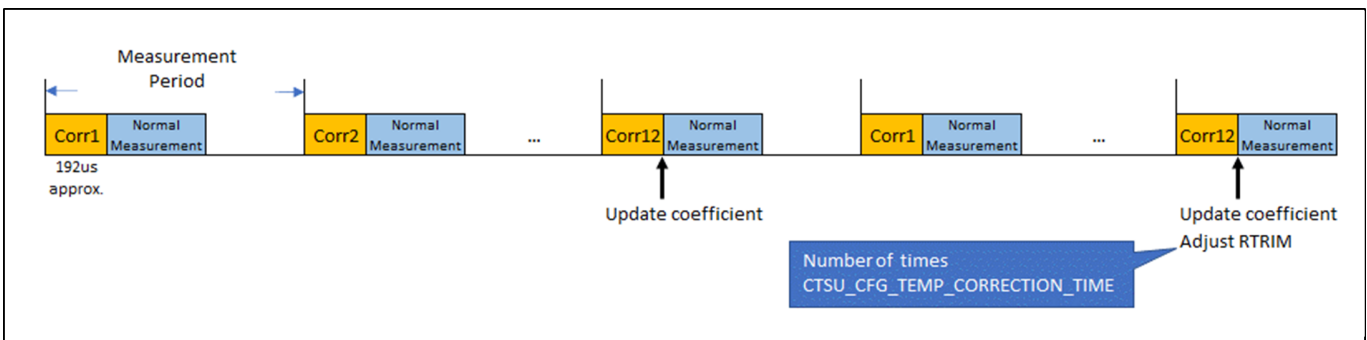 Measurement
Period
Corr1
Normal
Measurement
Corr2
Normal
Measurement
...
Corr12
Normal
Measurement
Corr1
Normal
Measurement
...
Corr12
Normal
Measurement
192us
approx.
Update coefficient
Update coefficient
Adjust RTRIM
Number of times
CTSU_CFG_TEMP_CORRECTION_TIME